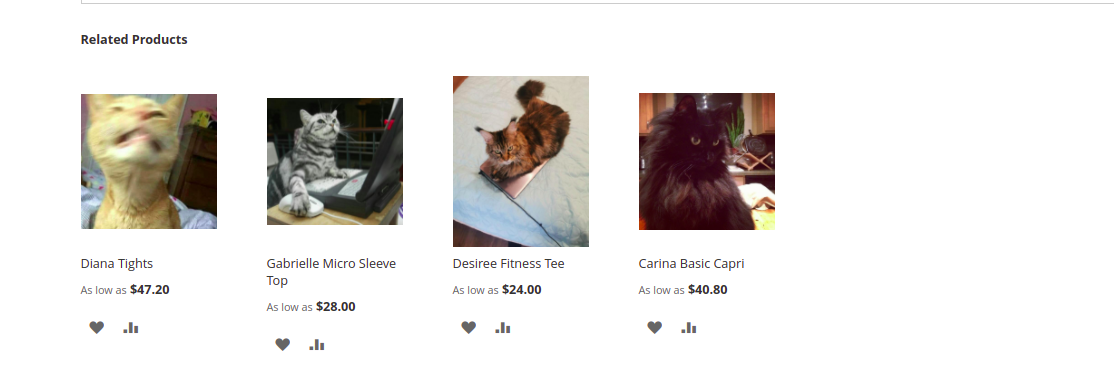 Related Products
Diana Tights
As low as $47.20
Gabrielle Micro Sleeve
Top
As low as $28.00
Desiree Fitness Tee
As low as $24.00
Carina Basic Capri
As low as $40.80